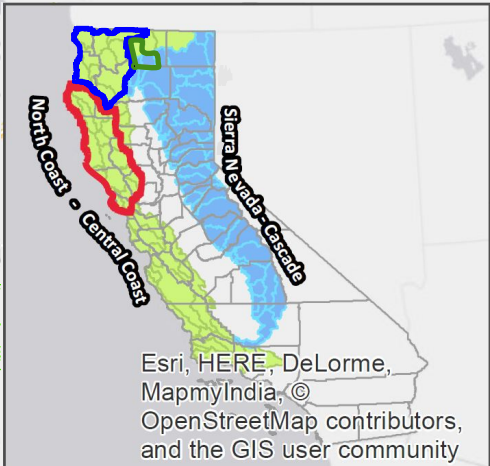 North Coast - Central Coast
Sierra Nevada - Cascade
Esri, HERE, DeLorme,
MapmyIndia, ©
OpenStreetMap contributors,
and the GIS user community